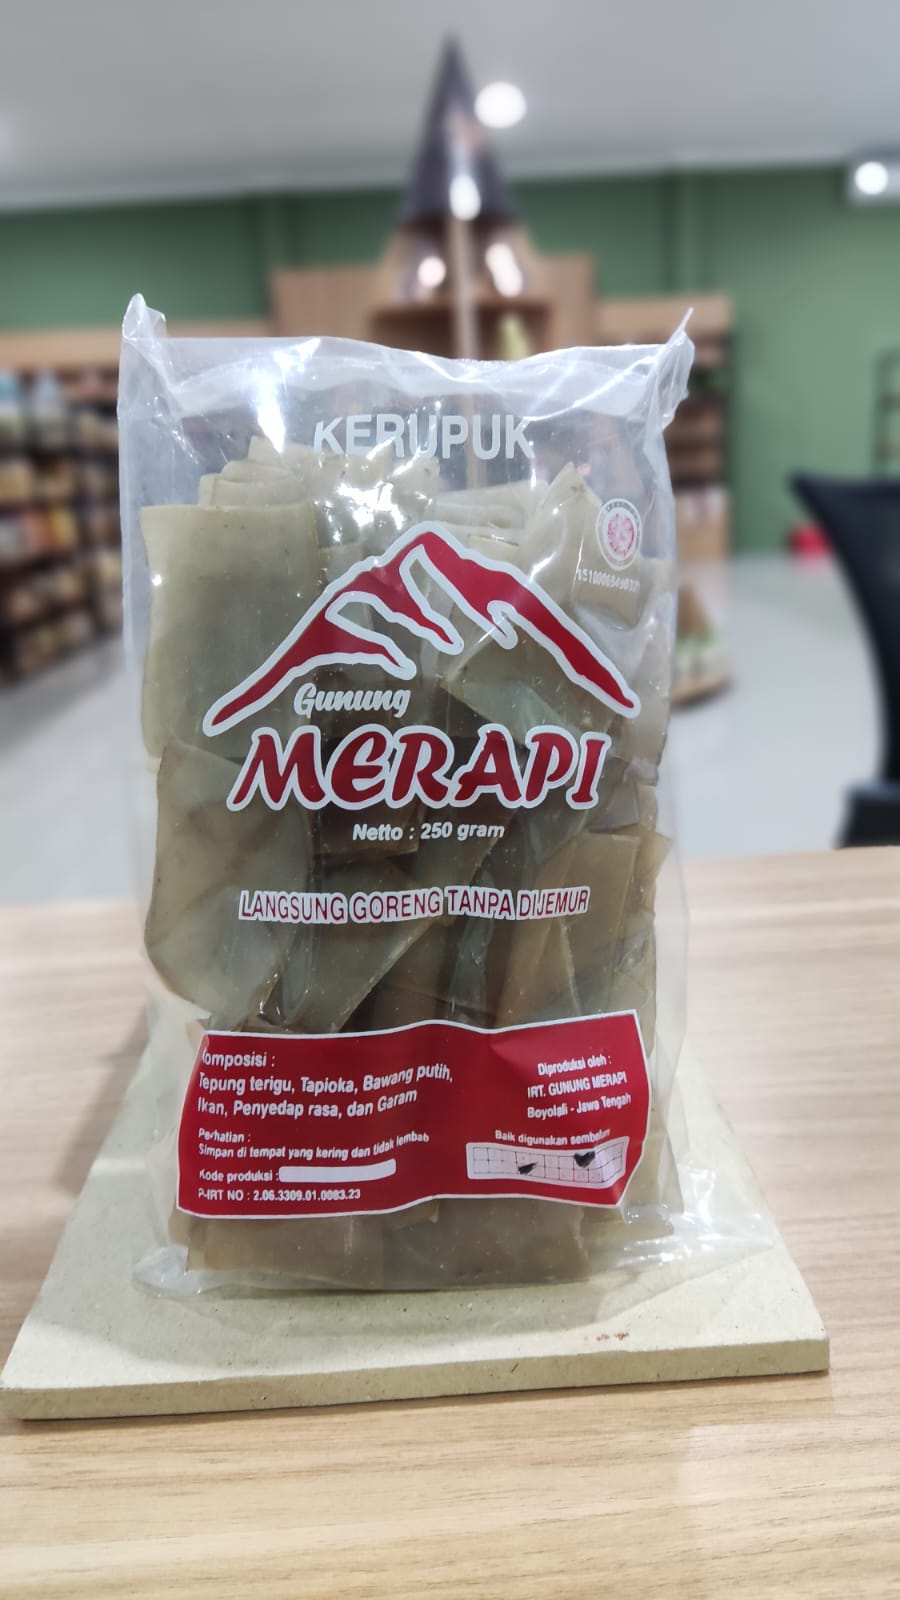 KERUPUK
Gunung
MERAPI
Netto : 250 gram
LANGSUNG GORENG TANPA DIJEMUR
Komposisi :
Tepung terigu, Tapioka, Bawang putih,
Ikan, Penyedap rasa, dan Garam
Perhatian :
Simpan di tempat yang kering dan tidak lembab
Kode produksi :
P-IRT NO : 2.06.3309.01.0083.23
Diproduksi oleh :
IRT. GUNUNG MERAPI
Boyolali - Jawa Tengah
Baik digunakan sembelum